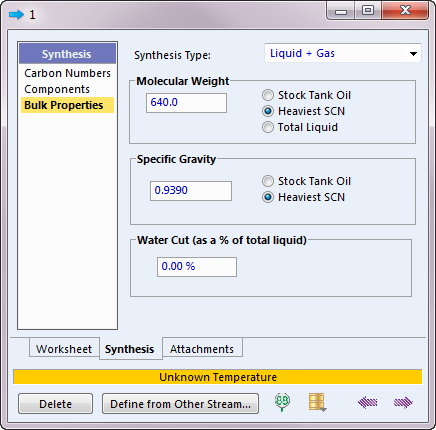 1
Synthesis
Carbon Numbers
Components
Bulk Properties
Synthesis Type: Liquid + Gas
Molecular Weight
640.0
Stock Tank Oil
Heaviest SCN
Total Liquid
Specific Gravity
0.9390
Stock Tank Oil
Heaviest SCN
Water Cut (as a % of total liquid)
0.00 %
Worksheet Synthesis Attachments
Unknown Temperature
Delete Define from Other Stream...